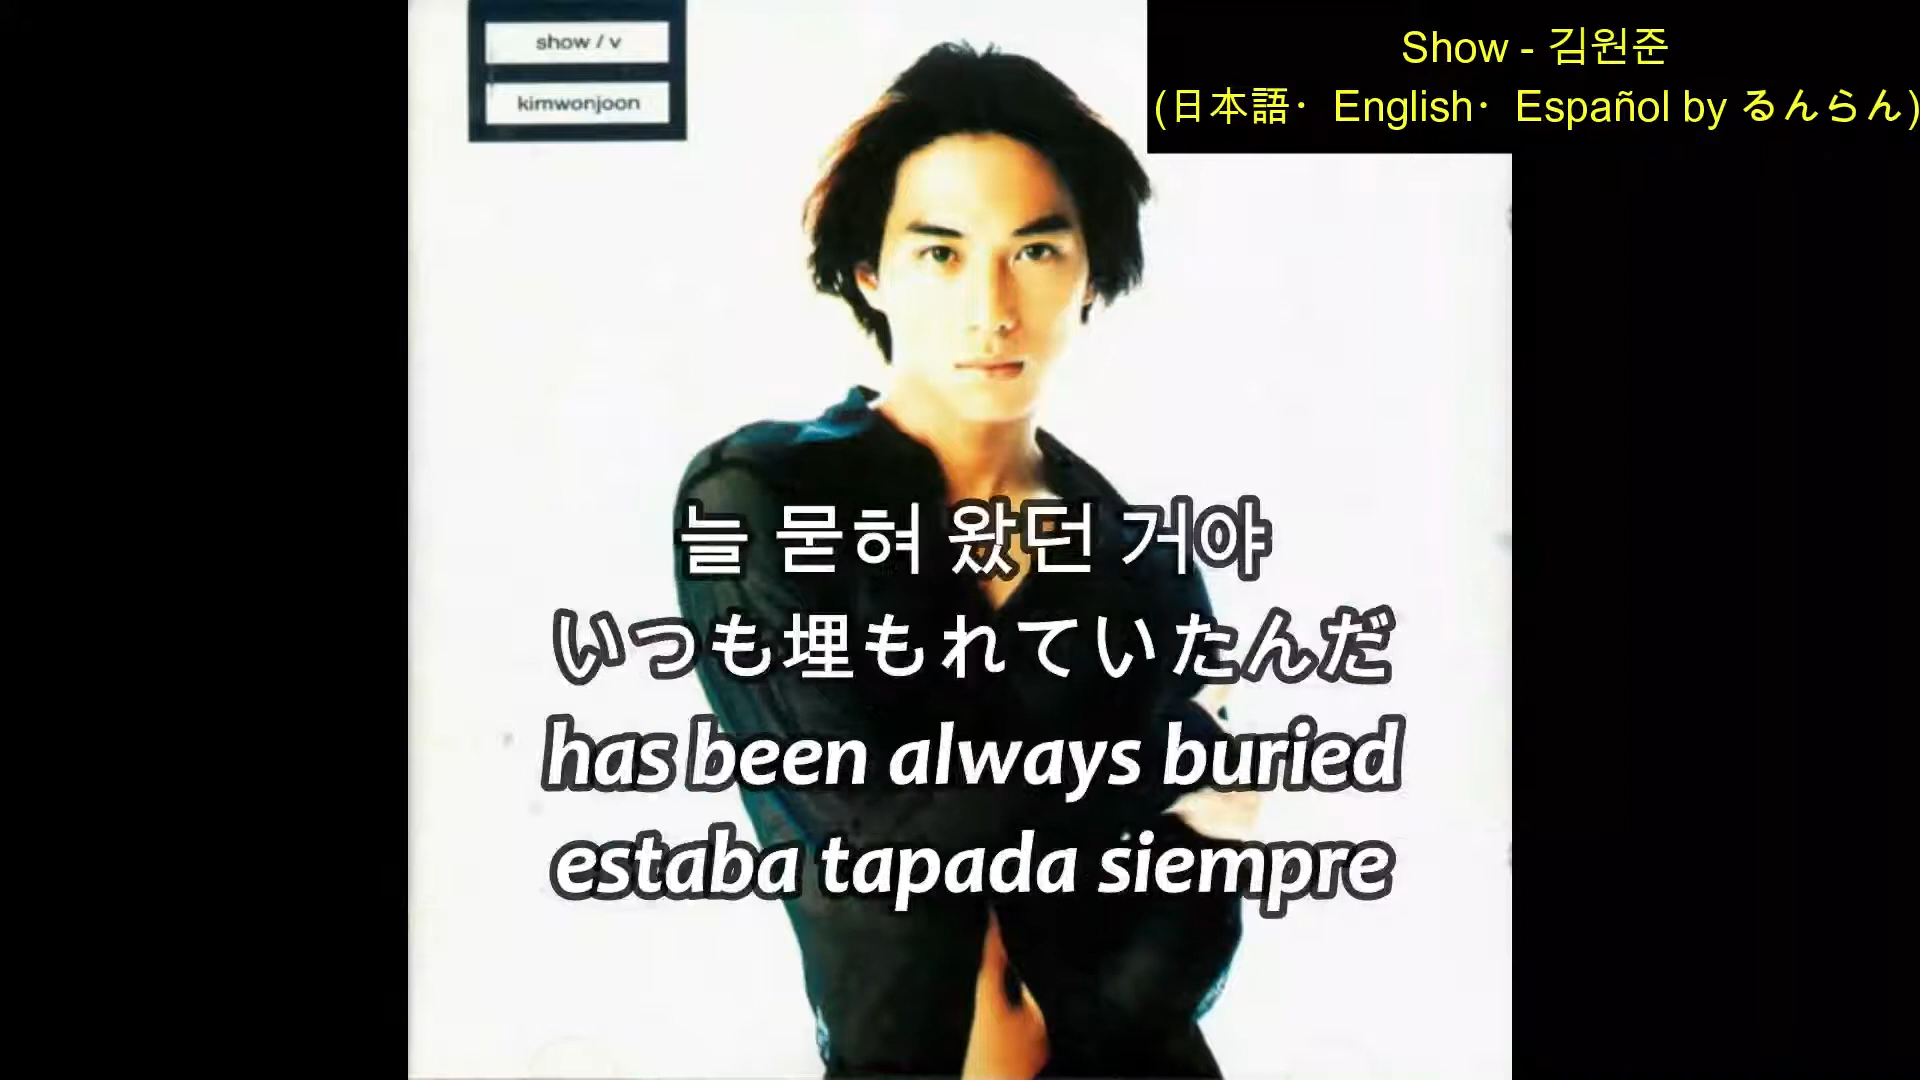 show / v
kimwonjoon
Show - 김원준
(日本語・English・Español by るんらん)
늘 묻혀 왔던 거야
いつも埋もれていたんだ
has been always buried
estaba tapada siempre